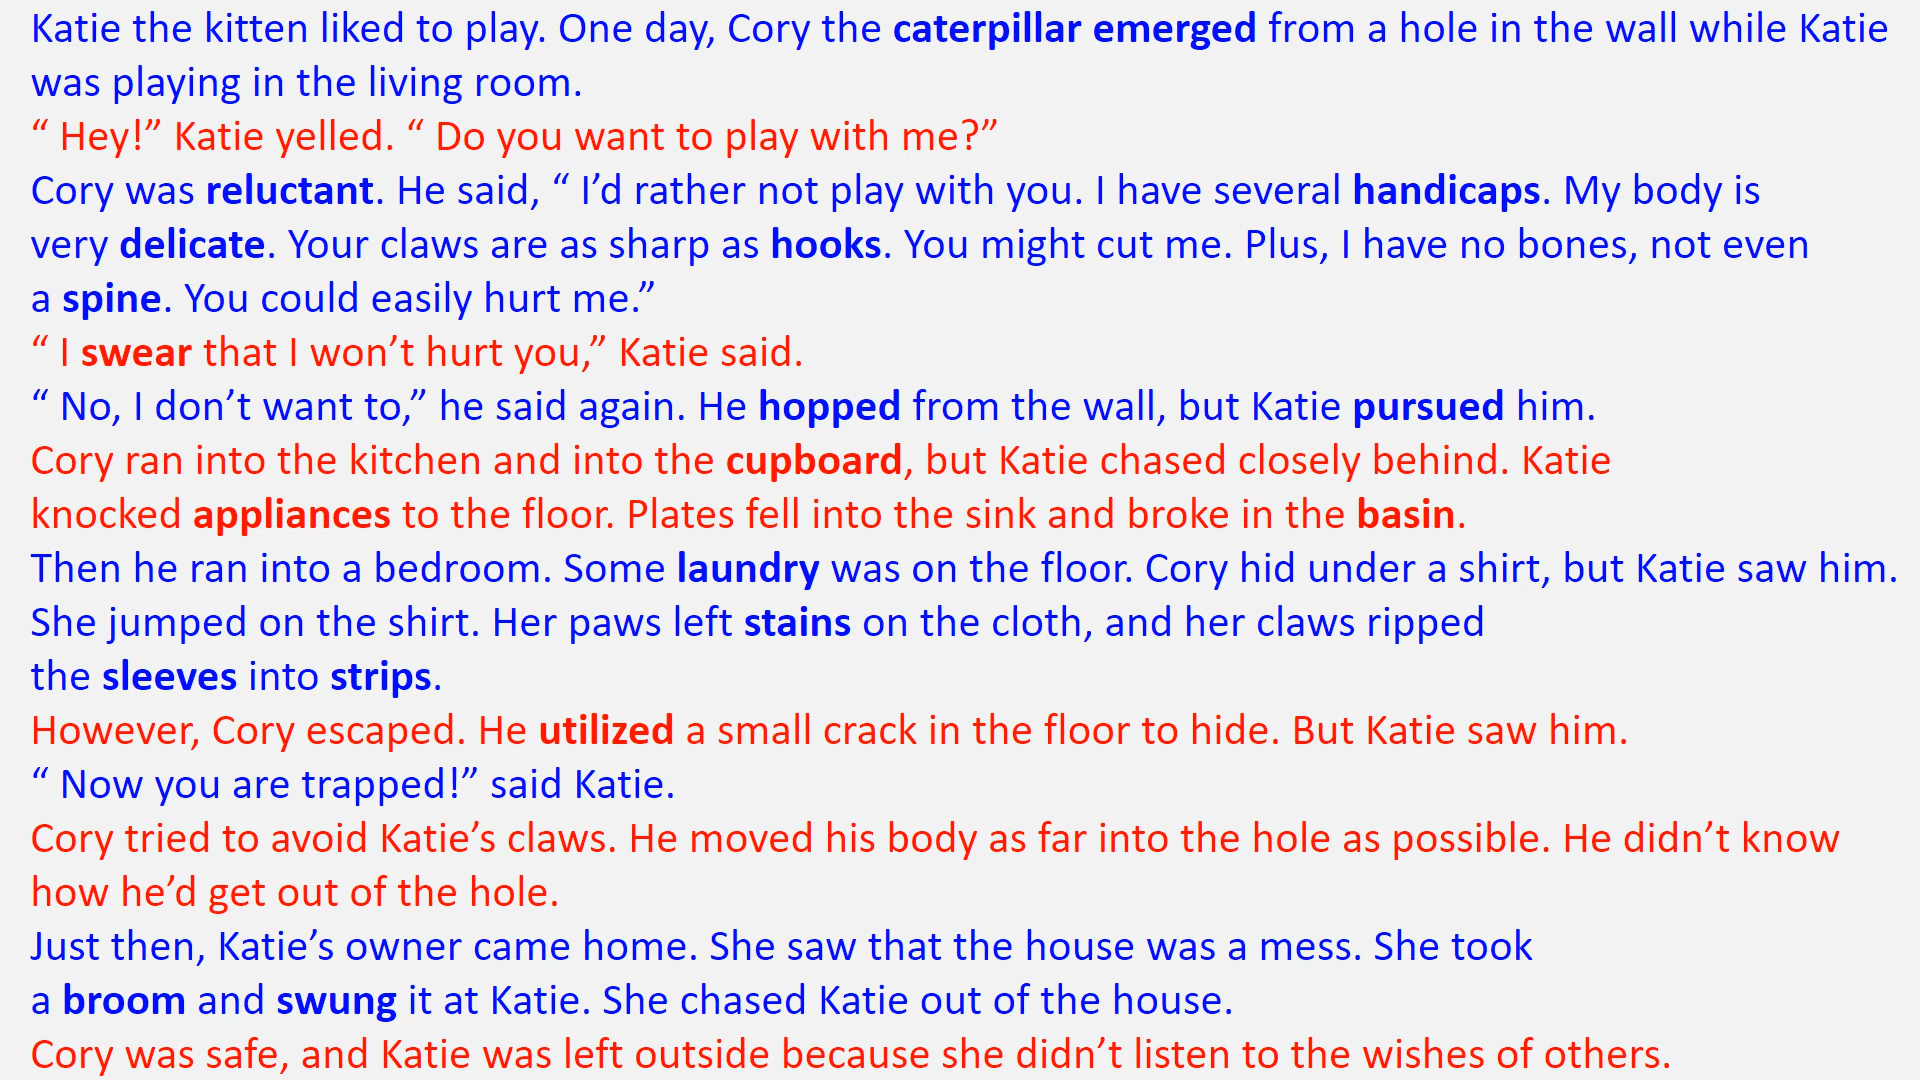 Katie the kitten liked to play. One day, Cory the caterpillar emerged from a hole in the wall while Katie
was playing in the living room.
“ Hey!” Katie yelled. “ Do you want to play with me?”
Cory was reluctant. He said, “ I’d rather not play with you. I have several handicaps. My body is
very delicate. Your claws are as sharp as hooks. You might cut me. Plus, I have no bones, not even
a spine. You could easily hurt me.”
“ I swear that I won’t hurt you,” Katie said.
“ No, I don’t want to,” he said again. He hopped from the wall, but Katie pursued him.
Cory ran into the kitchen and into the cupboard, but Katie chased closely behind. Katie
knocked appliances to the floor. Plates fell into the sink and broke in the basin.
Then he ran into a bedroom. Some laundry was on the floor. Cory hid under a shirt, but Katie saw him.
She jumped on the shirt. Her paws left stains on the cloth, and her claws ripped
the sleeves into strips.
However, Cory escaped. He utilized a small crack in the floor to hide. But Katie saw him.
“ Now you are trapped!” said Katie.
Cory tried to avoid Katie’s claws. He moved his body as far into the hole as possible. He didn’t know
how he’d get out of the hole.
Just then, Katie’s owner came home. She saw that the house was a mess. She took
a broom and swung it at Katie. She chased Katie out of the house.
Cory was safe, and Katie was left outside because she didn’t listen to the wishes of others.